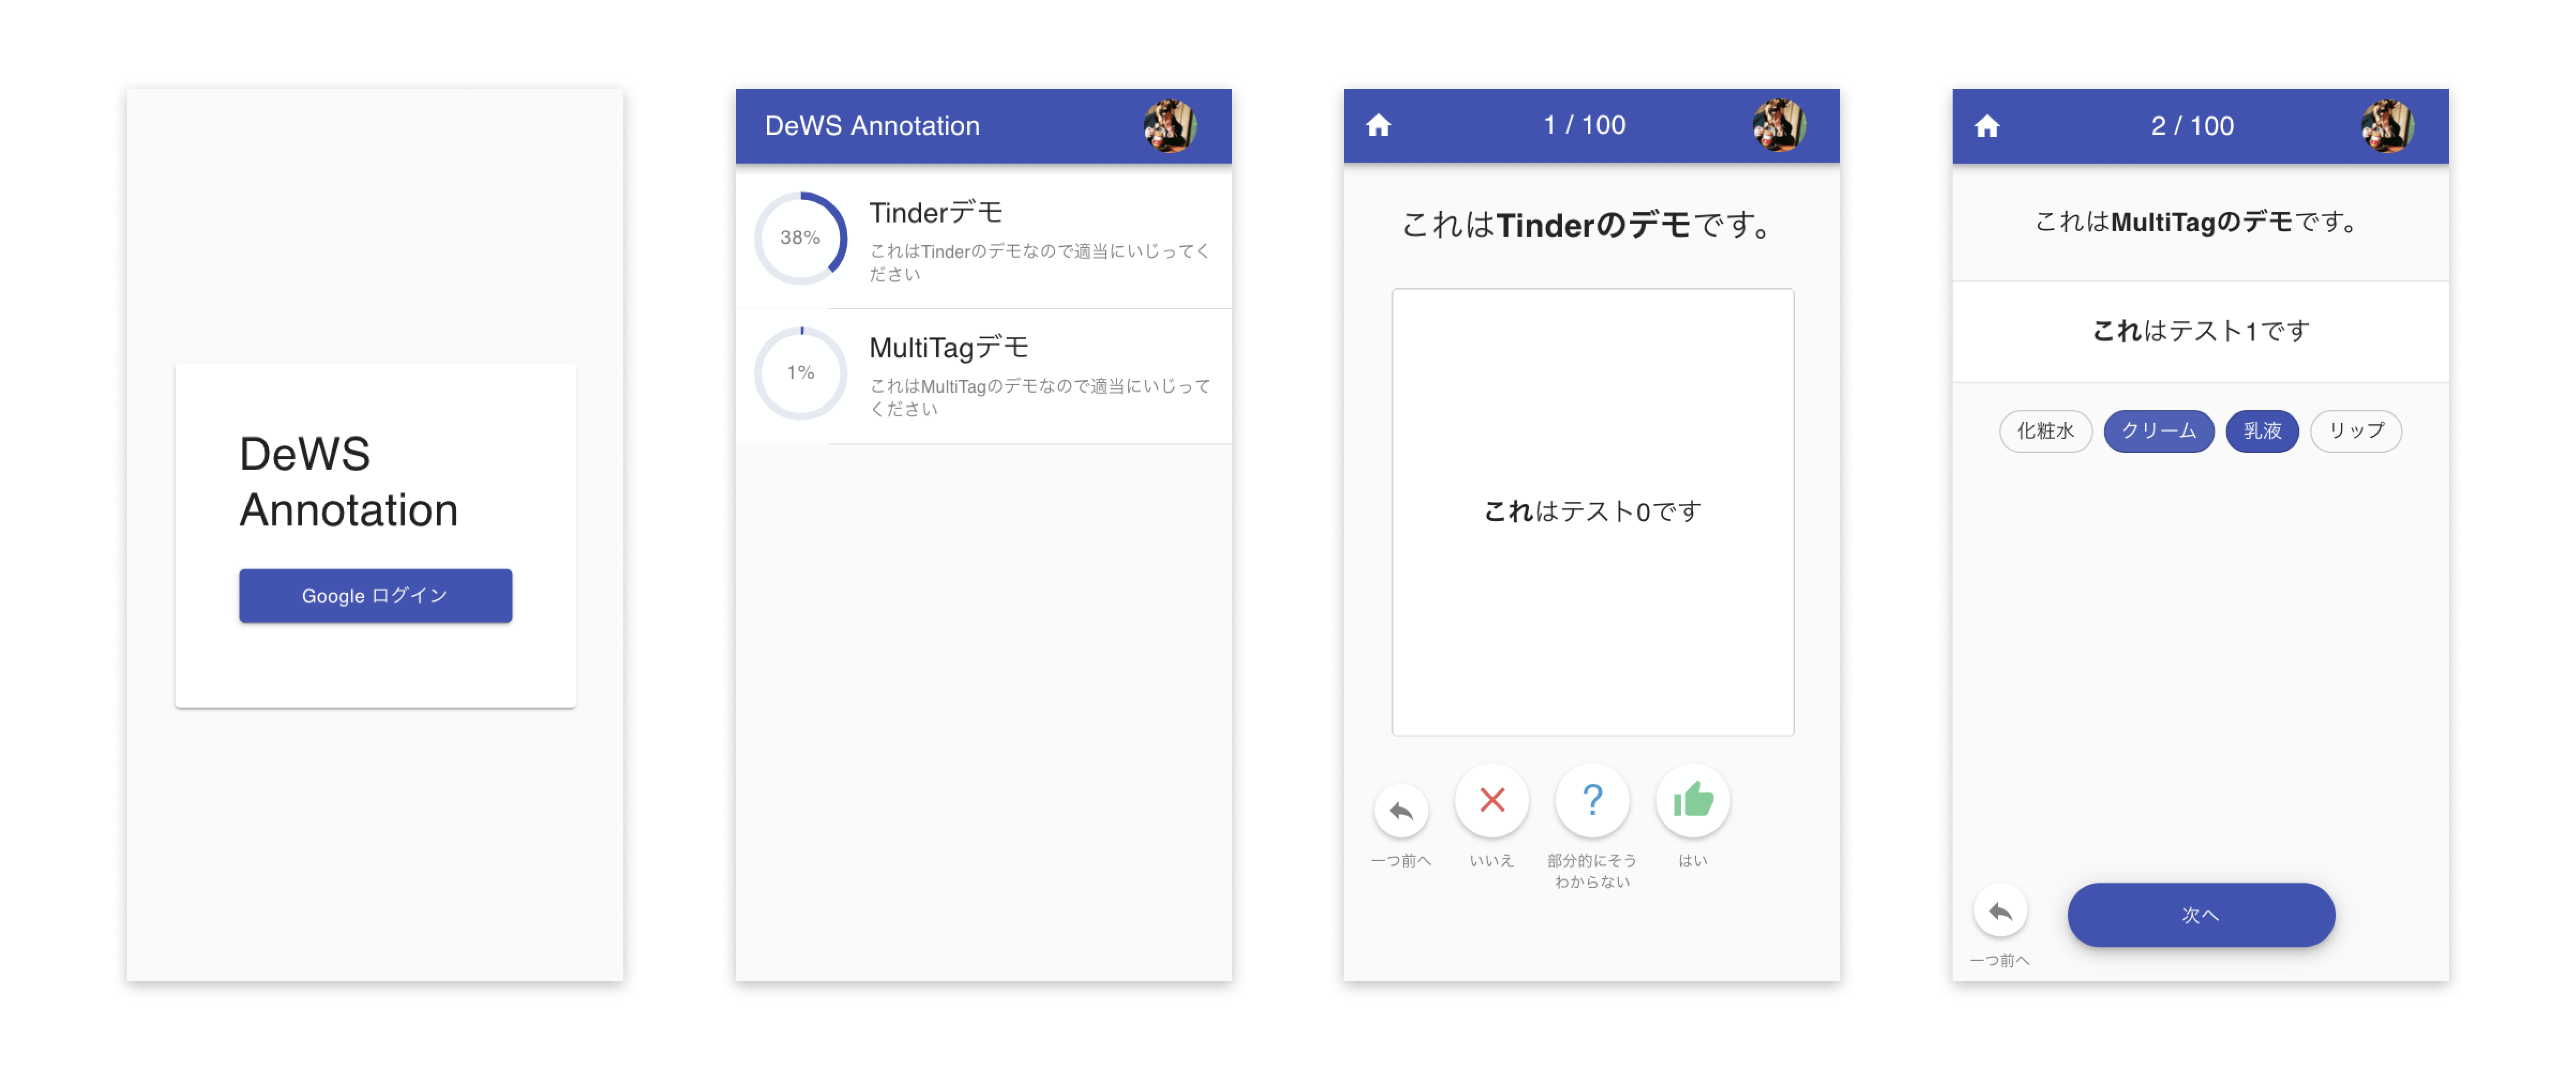 DeWS
Annotation
Google ログイン
DeWS Annotation
38%
Tinderデモ
これはTinderのデモなので適当にいじってく
ださい
1%
MultiTagデモ
これはMultiTagのデモなので適当にいじって
ください
1 / 100
これはTinderのデモです。
これはテスト0です
一つ前へ
いいえ
?
部分的にそう
わからない
はい
2 / 100
これはMultiTagのデモです。
これはテスト1です
化粧水
クリーム
乳液
リップ
次へ
一つ前へ